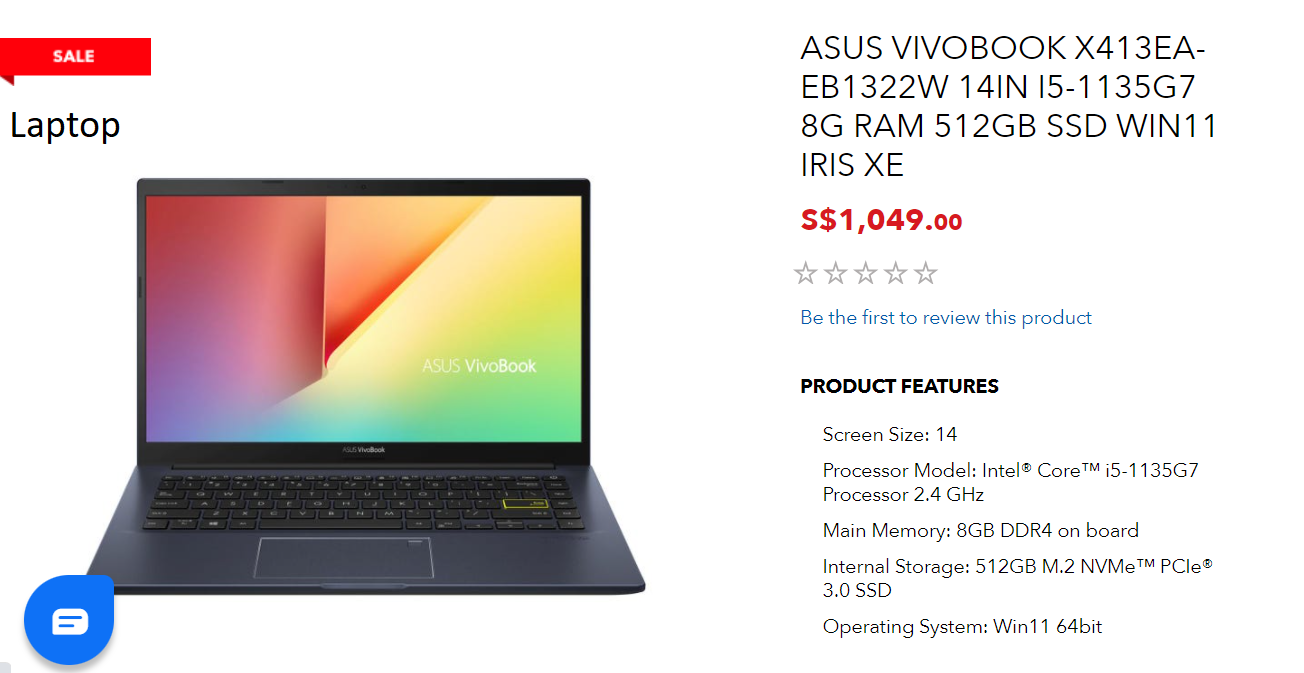 SALE
Laptop
ASUS VivoBook
ASUS VivoBook
ASUS VIVOBOOK X413EA-
EB1322W 14IN I5-1135G7
8G RAM 512GB SSD WIN11
IRIS XE
S$1,049.00
Be the first to review this product
PRODUCT FEATURES
Screen Size: 14
Processor Model: Intel® Core™ i5-1135G7
Processor 2.4 GHz
Main Memory: 8GB DDR4 on board
Internal Storage: 512GB M.2 NVMe™ PCIe®
3.0 SSD
Operating System: Win11 64bit